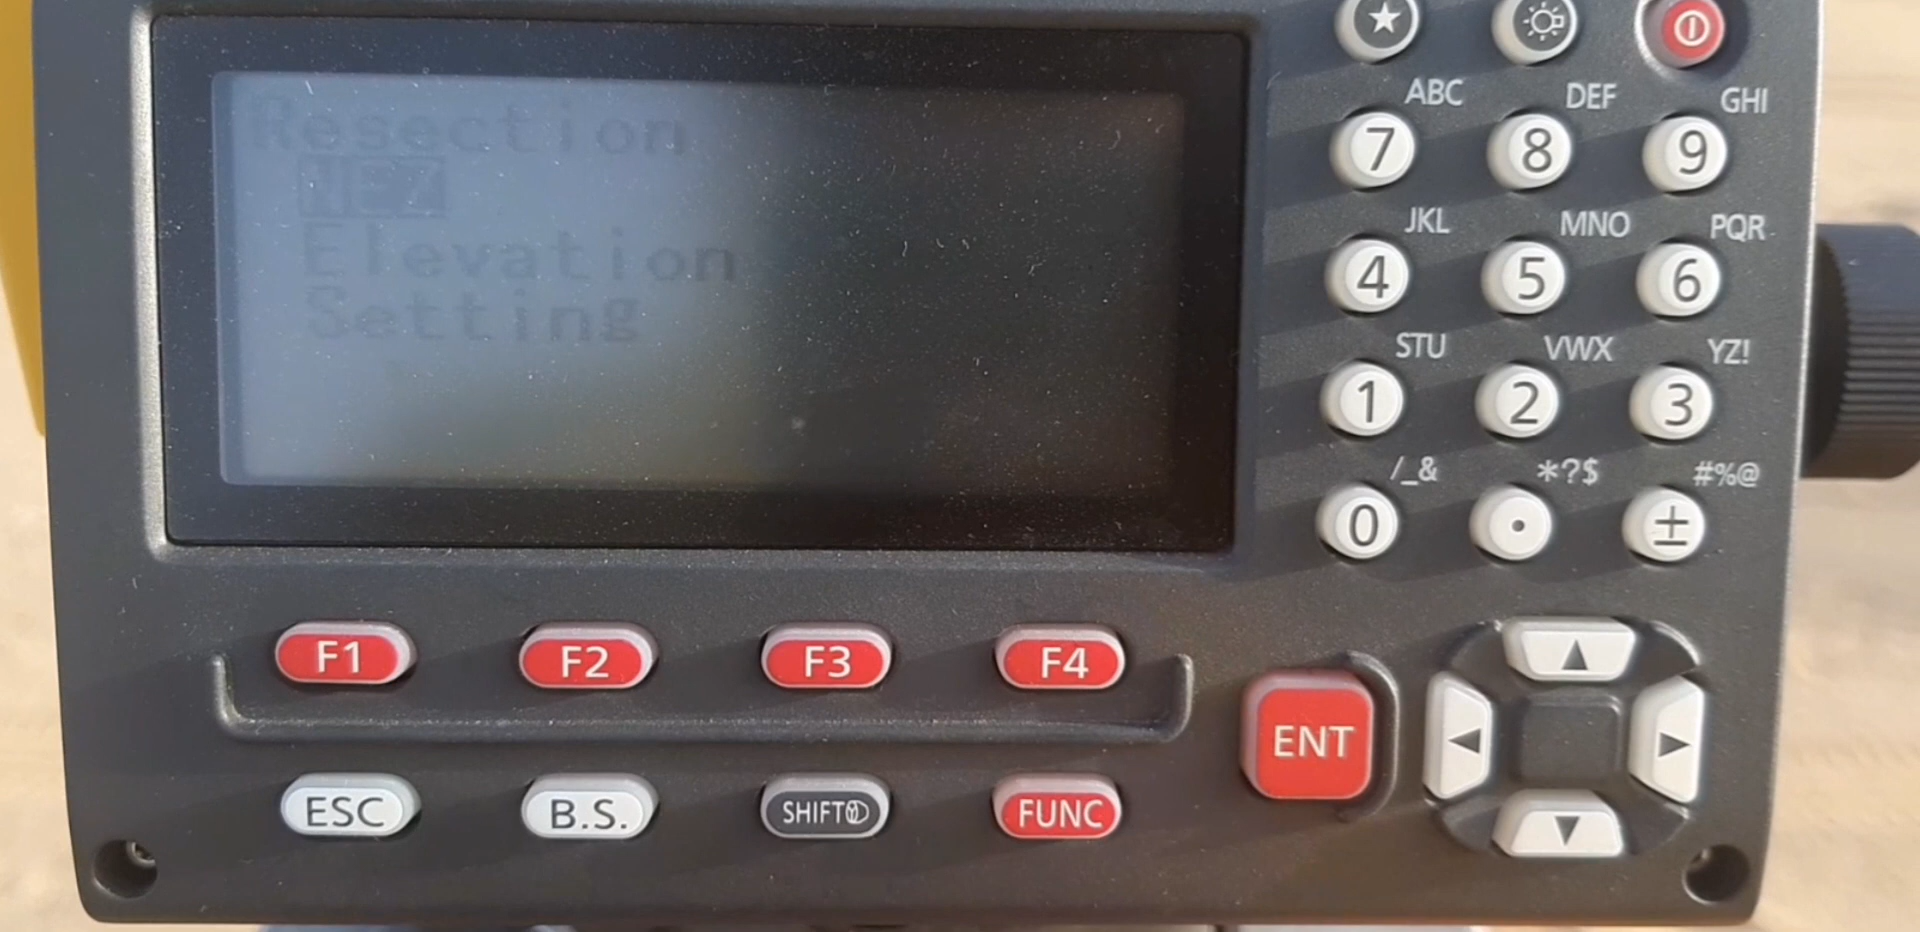 Resection
NEZ
Elevation
Setting
ABC DEF GHI
7 8 9
JKL MNO PQR
4 5 6
STU VWX YZ!
1 2 3
/_& *?$ #%@
0 . ±
F1 F2 F3 F4
ENT
ESC B.S. SHIFT FUNC